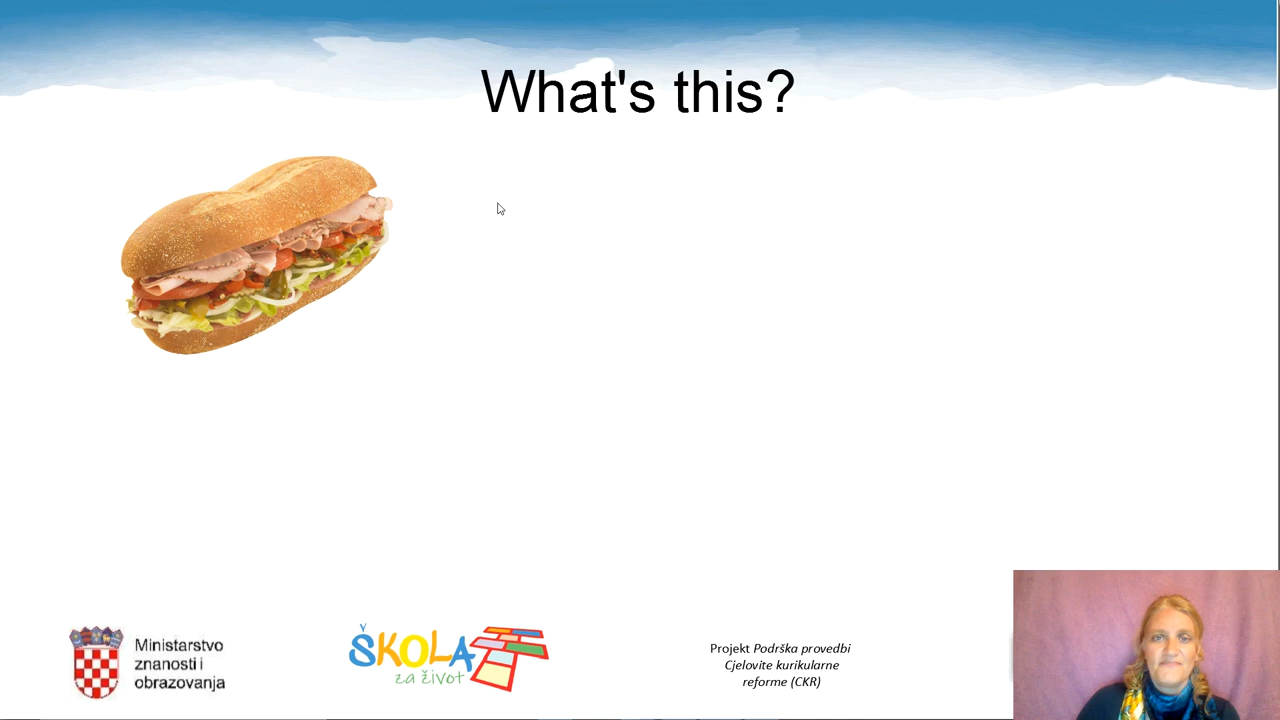 What's this?
Ministarstvo
znanosti i
obrazovanja
ŠKOLA
za život
Projekt Podrška provedbi
Cjelovite kurikularne
reforme (CKR)